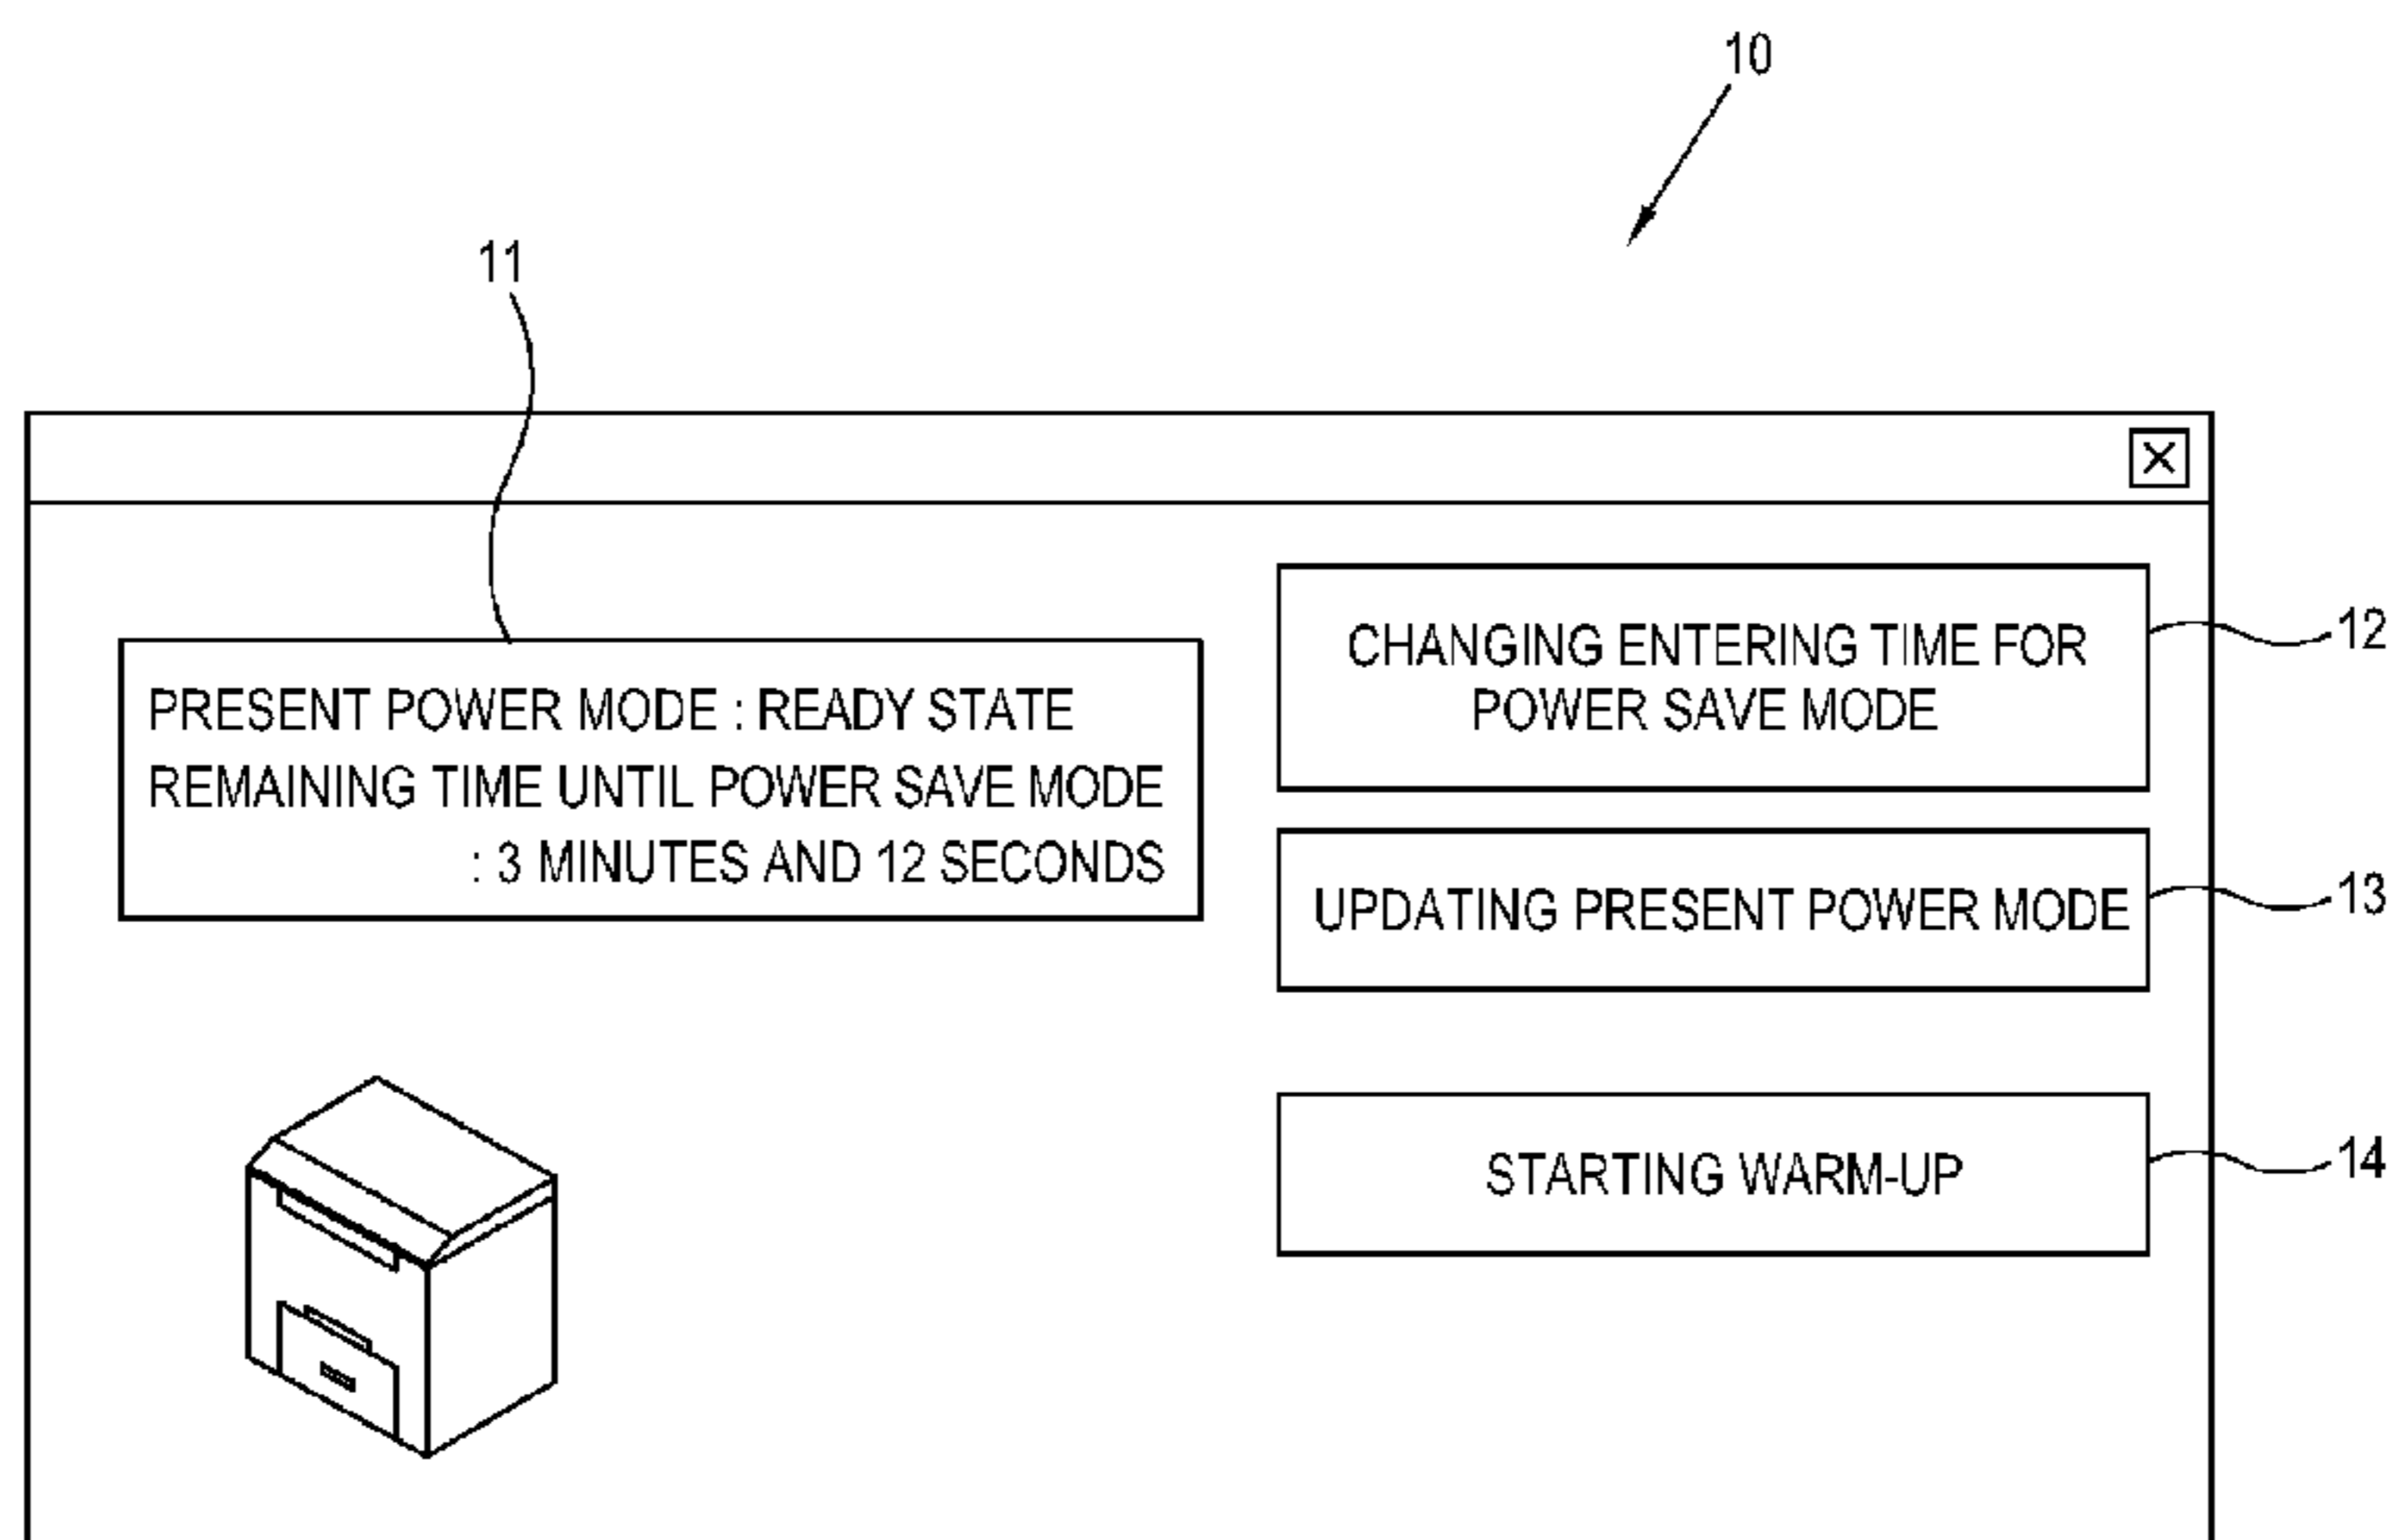 10
11
PRESENT POWER MODE : READY STATE
REMAINING TIME UNTIL POWER SAVE MODE
: 3 MINUTES AND 12 SECONDS
CHANGING ENTERING TIME FOR
POWER SAVE MODE
12
UPDATING PRESENT POWER MODE
13
STARTING WARM-UP
14